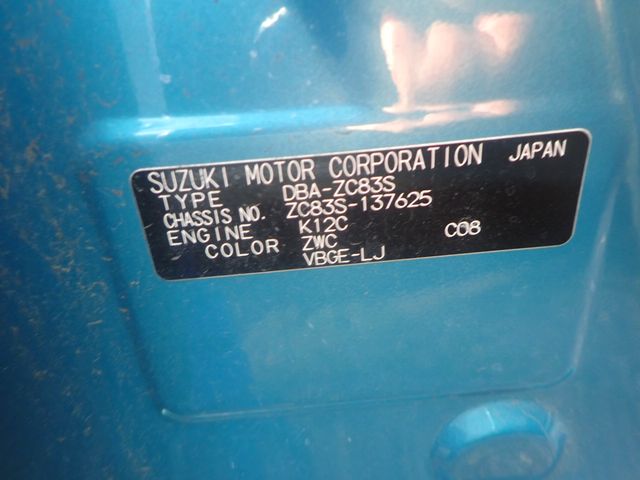 SUZUKI MOTOR CORPORATION JAPAN
TYPE DBA-ZC83S
CHASSIS NO. ZC83S-137625
ENGINE K12C C08
COLOR ZWC
VBGE-LJ